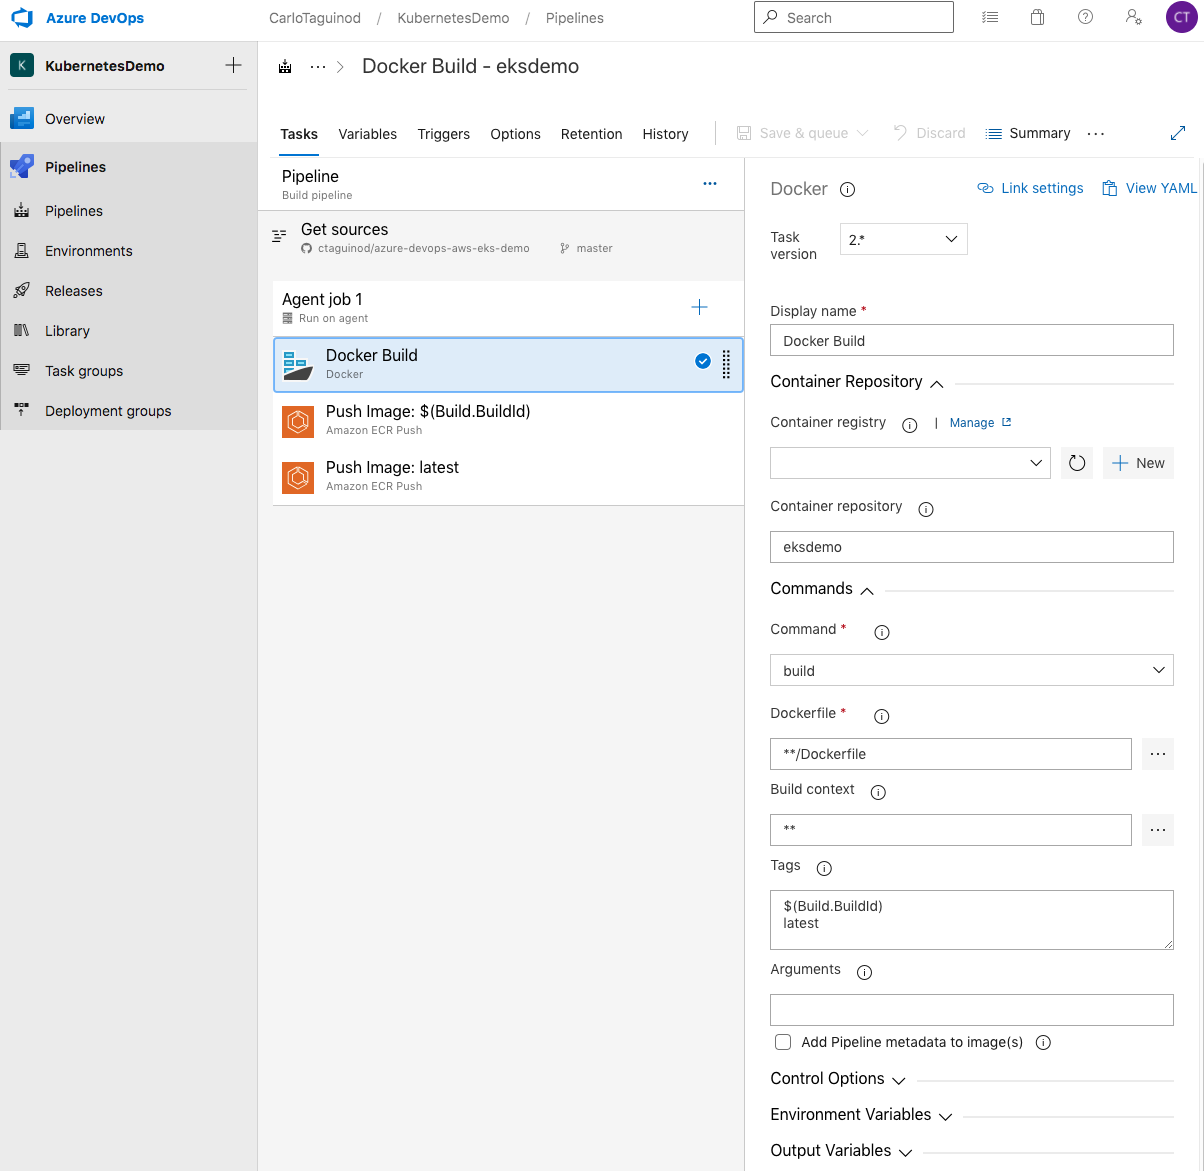 Azure DevOps
CarloTaguinod / KubernetesDemo / Pipelines
Search
CT
K KubernetesDemo
Overview
Pipelines
Pipelines
Environments
Releases
Library
Task groups
Deployment groups
Docker Build - eksdemo
Tasks Variables Triggers Options Retention History Save & queue Discard Summary
Pipeline
Build pipeline
Get sources
ctaguinod/azure-devops-aws-eks-demo master
Agent job 1
Run on agent
Docker Build
Docker
Push Image: $(Build.BuildId)
Amazon ECR Push
Push Image: latest
Amazon ECR Push
Docker Link settings View YAML
Task
version
2.*
Display name *
Docker Build
Container Repository
Container registry | Manage
New
Container repository
eksdemo
Commands
Command *
build
Dockerfile *
**/Dockerfile
Build context
**
Tags
$(Build.BuildId)
latest
Arguments
Add Pipeline metadata to image(s)
Control Options
Environment Variables
Output Variables